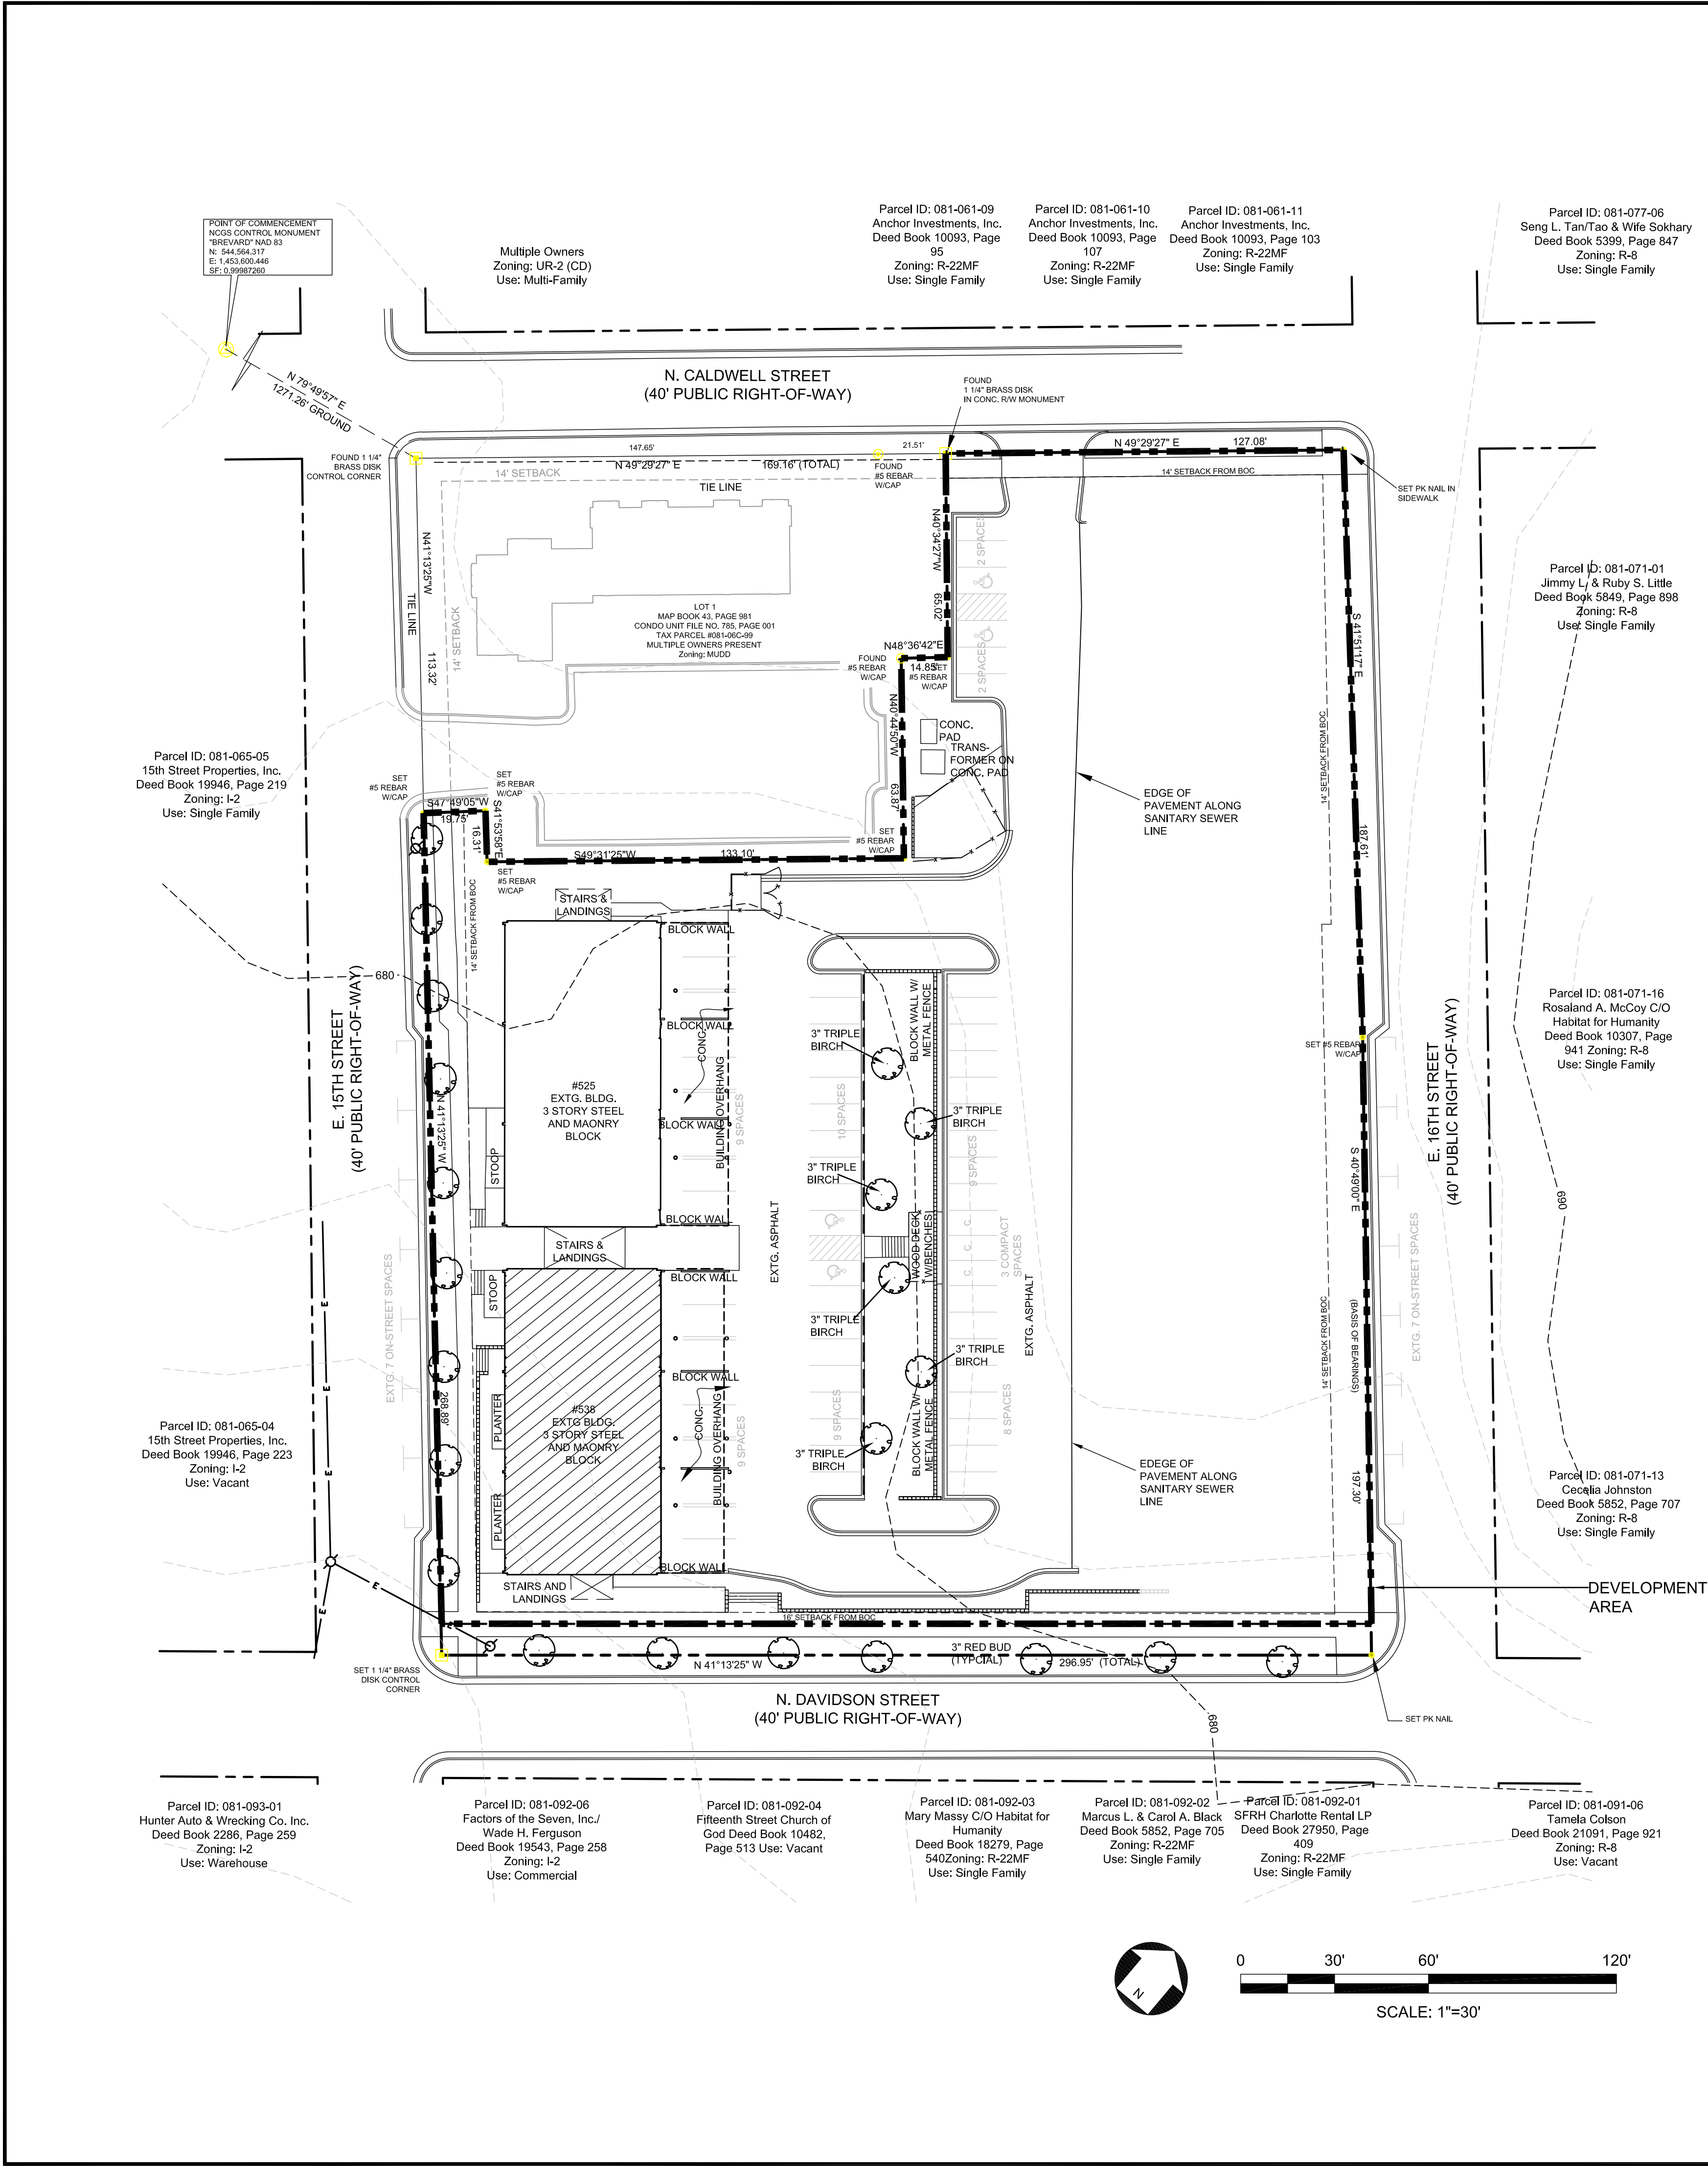 POINT OF COMMENCEMENT
NCGS CONTROL MONUMENT
"BREVARD" NAD 83
N: 544,564.317
E: 1,453,600.446
SF: 0.99987260
Multiple Owners
Zoning: UR-2 (CD)
Use: Multi-Family
Parcel ID: 081-061-09
Anchor Investments, Inc.
Deed Book 10093, Page
95
Zoning: R-22MF
Use: Single Family
Parcel ID: 081-061-10
Anchor Investments, Inc.
Deed Book 10093, Page
107
Zoning: R-22MF
Use: Single Family
Parcel ID: 081-061-11
Anchor Investments, Inc.
Deed Book 10093, Page 103
Zoning: R-22MF
Use: Single Family
Parcel ID: 081-077-06
Seng L. Tan/Tao & Wife Sokhary
Deed Book 5399, Page 847
Zoning: R-8
Use: Single Family
N 79°49'57" E
1271.26' GROUND
N. CALDWELL STREET
(40' PUBLIC RIGHT-OF-WAY)
FOUND
1 1/4" BRASS DISK
IN CONC. R/W MONUMENT
FOUND 1 1/4"
BRASS DISK
CONTROL CORNER
147.65'
21.51'
N 49°29'27" E
169.16' (TOTAL)
TIE LINE
14' SETBACK
FOUND
#5 REBAR
W/CAP
N 49°29'27" E
127.08'
14' SETBACK FROM BOC
SET PK NAIL IN
SIDEWALK
N41°13'25"W
TIE LINE
113.32'
14' SETBACK
LOT 1
MAP BOOK 43, PAGE 981
CONDO UNIT FILE NO. 785, PAGE 001
TAX PARCEL #081-06C-99
MULTIPLE OWNERS PRESENT
Zoning: MUDD
N40°34'27"W
65.02'
2 SPACES
2 SPACES
N48°36'42"E
14.85'
FOUND
#5 REBAR
W/CAP
SET
#5 REBAR
W/CAP
N40°44'50"W
63.87'
CONC.
PAD
TRANS-
FORMER ON
CONC. PAD
S 41°51'17" E
187.61'
14' SETBACK FROM BOC
Parcel ID: 081-071-01
Jimmy L. & Ruby S. Little
Deed Book 5849, Page 898
Zoning: R-8
Use: Single Family
Parcel ID: 081-065-05
15th Street Properties, Inc.
Deed Book 19946, Page 219
Zoning: I-2
Use: Single Family
SET
#5 REBAR
W/CAP
SET
#5 REBAR
W/CAP
S47°49'05"W
19.75'
S41°53'58"E
16.31'
SET
#5 REBAR
W/CAP
S49°31'25"W
133.10'
SET
#5 REBAR
W/CAP
EDGE OF
PAVEMENT ALONG
SANITARY SEWER
LINE
14' SETBACK FROM BOC
STAIRS &
LANDINGS
BLOCK WALL
680
E. 15TH STREET
(40' PUBLIC RIGHT-OF-WAY)
N 41°13'25" W
268.89'
#525
EXTG. BLDG.
3 STORY STEEL
AND MAONRY
BLOCK
BLOCK WALL
CONC.
BLOCK WALL
BUILDING OVERHANG
9 SPACES
BLOCK WALL
STOOP
STAIRS &
LANDINGS
STOOP
BLOCK WALL
EXTG. ASPHALT
3" TRIPLE
BIRCH
3" TRIPLE
BIRCH
3" TRIPLE
BIRCH
3" TRIPLE
BIRCH
3" TRIPLE
BIRCH
3" TRIPLE
BIRCH
10 SPACES
9 SPACES
BLOCK WALL W/
METAL FENCE
WOOD DECK
W/BENCHES
BLOCK WALL W/
METAL FENCE
9 SPACES
C C C
3 COMPACT
SPACES
8 SPACES
EXTG. ASPHALT
SET #5 REBAR
W/CAP
E. 16TH STREET
(40' PUBLIC RIGHT-OF-WAY)
S 40°49'00" E
(BASIS OF BEARINGS)
197.30'
14' SETBACK FROM BOC
690
EXTG. 7 ON-STREET SPACES
EXTG. 7 ON-STREET SPACES
Parcel ID: 081-071-16
Rosaland A. McCoy C/O
Habitat for Humanity
Deed Book 10307, Page
941 Zoning: R-8
Use: Single Family
#538
EXTG BLDG.
3 STORY STEEL
AND MAONRY
BLOCK
PLANTER
PLANTER
BLOCK WALL
CONC.
BUILDING OVERHANG
9 SPACES
BLOCK WALL
STAIRS AND
LANDINGS
Parcel ID: 081-065-04
15th Street Properties, Inc.
Deed Book 19946, Page 223
Zoning: I-2
Use: Vacant
E
E
E
E
E
EDEGE OF
PAVEMENT ALONG
SANITARY SEWER
LINE
Parcel ID: 081-071-13
Cecelia Johnston
Deed Book 5852, Page 707
Zoning: R-8
Use: Single Family
DEVELOPMENT
AREA
16' SETBACK FROM BOC
3" RED BUD
(TYPCIAL)
N 41°13'25" W
296.95' (TOTAL)
SET 1 1/4" BRASS
DISK CONTROL
CORNER
N. DAVIDSON STREET
(40' PUBLIC RIGHT-OF-WAY)
680
SET PK NAIL
Parcel ID: 081-093-01
Hunter Auto & Wrecking Co. Inc.
Deed Book 2286, Page 259
Zoning: I-2
Use: Warehouse
Parcel ID: 081-092-06
Factors of the Seven, Inc./
Wade H. Ferguson
Deed Book 19543, Page 258
Zoning: I-2
Use: Commercial
Parcel ID: 081-092-04
Fifteenth Street Church of
God Deed Book 10482,
Page 513 Use: Vacant
Parcel ID: 081-092-03
Mary Massy C/O Habitat for
Humanity
Deed Book 18279, Page
540Zoning: R-22MF
Use: Single Family
Parcel ID: 081-092-02
Marcus L. & Carol A. Black
Deed Book 5852, Page 705
Zoning: R-22MF
Use: Single Family
Parcel ID: 081-092-01
SFRH Charlotte Rental LP
Deed Book 27950, Page
409
Zoning: R-22MF
Use: Single Family
Parcel ID: 081-091-06
Tamela Colson
Deed Book 21091, Page 921
Zoning: R-8
Use: Vacant
N
0 30' 60' 120'
SCALE: 1"=30'